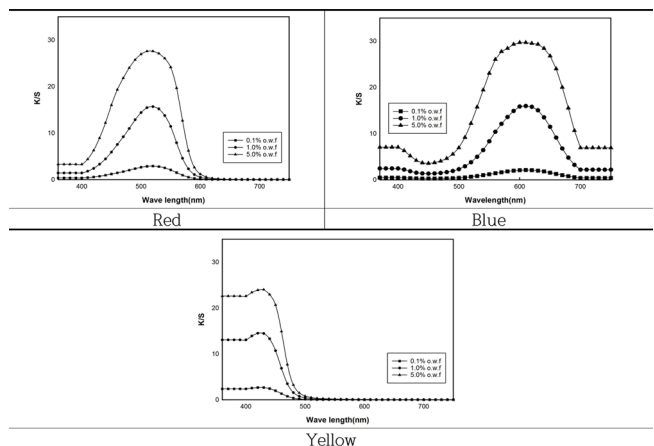 30
20
10
0
K/S
0.1% o.w.f
1.0% o.w.f
5.0% o.w.f
400 500 600 700
Wave length(nm)
Red
30
20
10
0
K/S
0.1% o.w.f
1.0% o.w.f
5.0% o.w.f
400 500 600 700
Wavelength(nm)
Blue
30
20
10
0
K/S
0.1% o.w.f
1.0% o.w.f
5.0% o.w.f
400 500 600 700
Wave length(nm)
Yellow